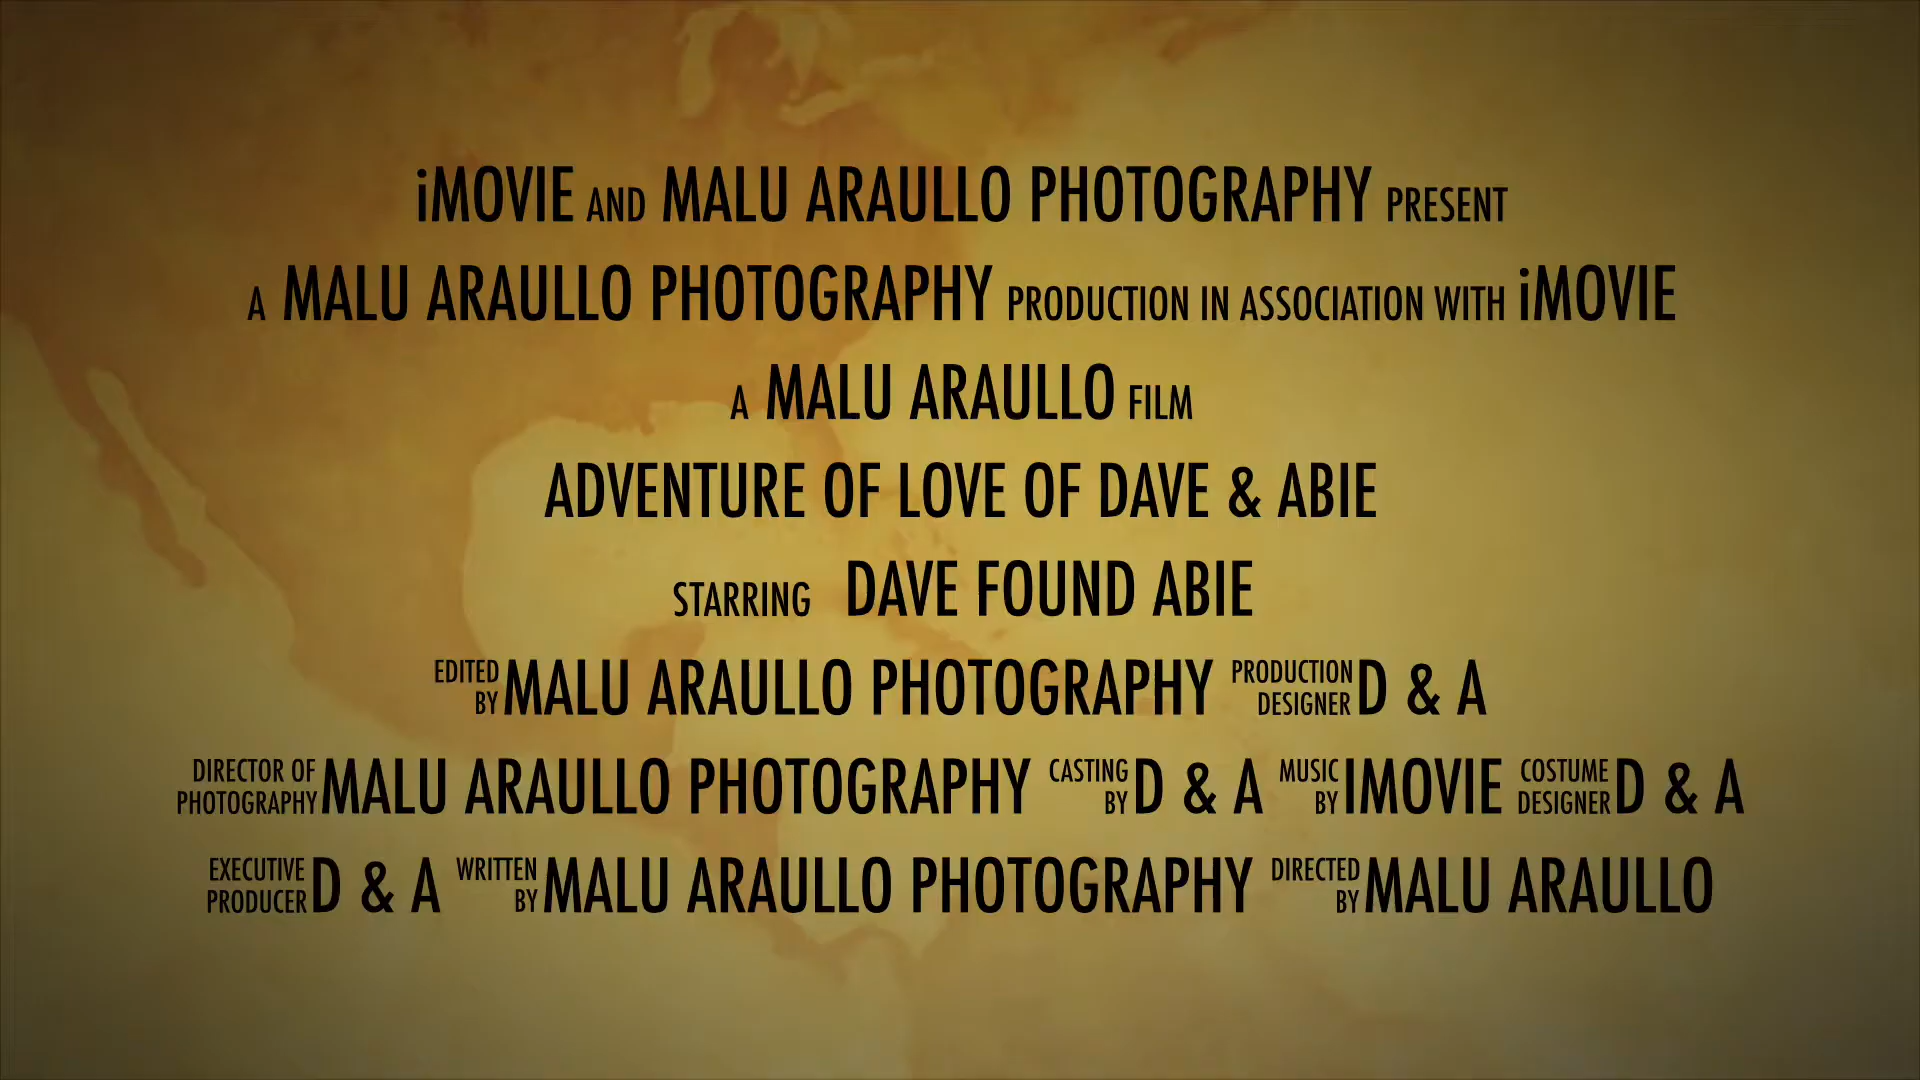 iMOVIE AND MALU ARAULLO PHOTOGRAPHY PRESENT
A MALU ARAULLO PHOTOGRAPHY PRODUCTION IN ASSOCIATION WITH iMOVIE
A MALU ARAULLO FILM
ADVENTURE OF LOVE OF DAVE & ABIE
STARRING DAVE FOUND ABIE
EDITED BY MALU ARAULLO PHOTOGRAPHY PRODUCTION DESIGNER D & A
DIRECTOR OF PHOTOGRAPHY MALU ARAULLO PHOTOGRAPHY CASTING BY D & A MUSIC BY IMOVIE COSTUME DESIGNER D & A
EXECUTIVE PRODUCER D & A WRITTEN BY MALU ARAULLO PHOTOGRAPHY DIRECTED BY MALU ARAULLO